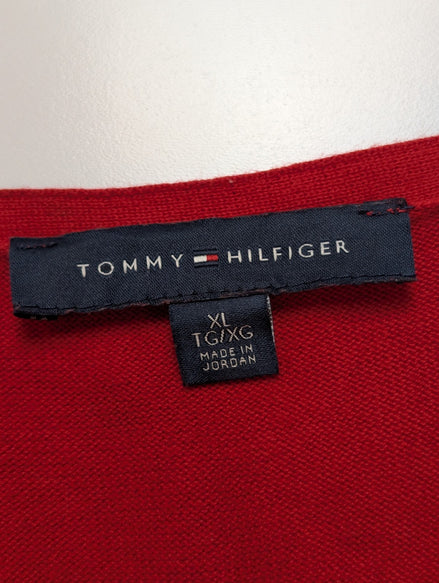 TOMMY HILFIGER
XL
TG/XG
MADE IN
JORDAN